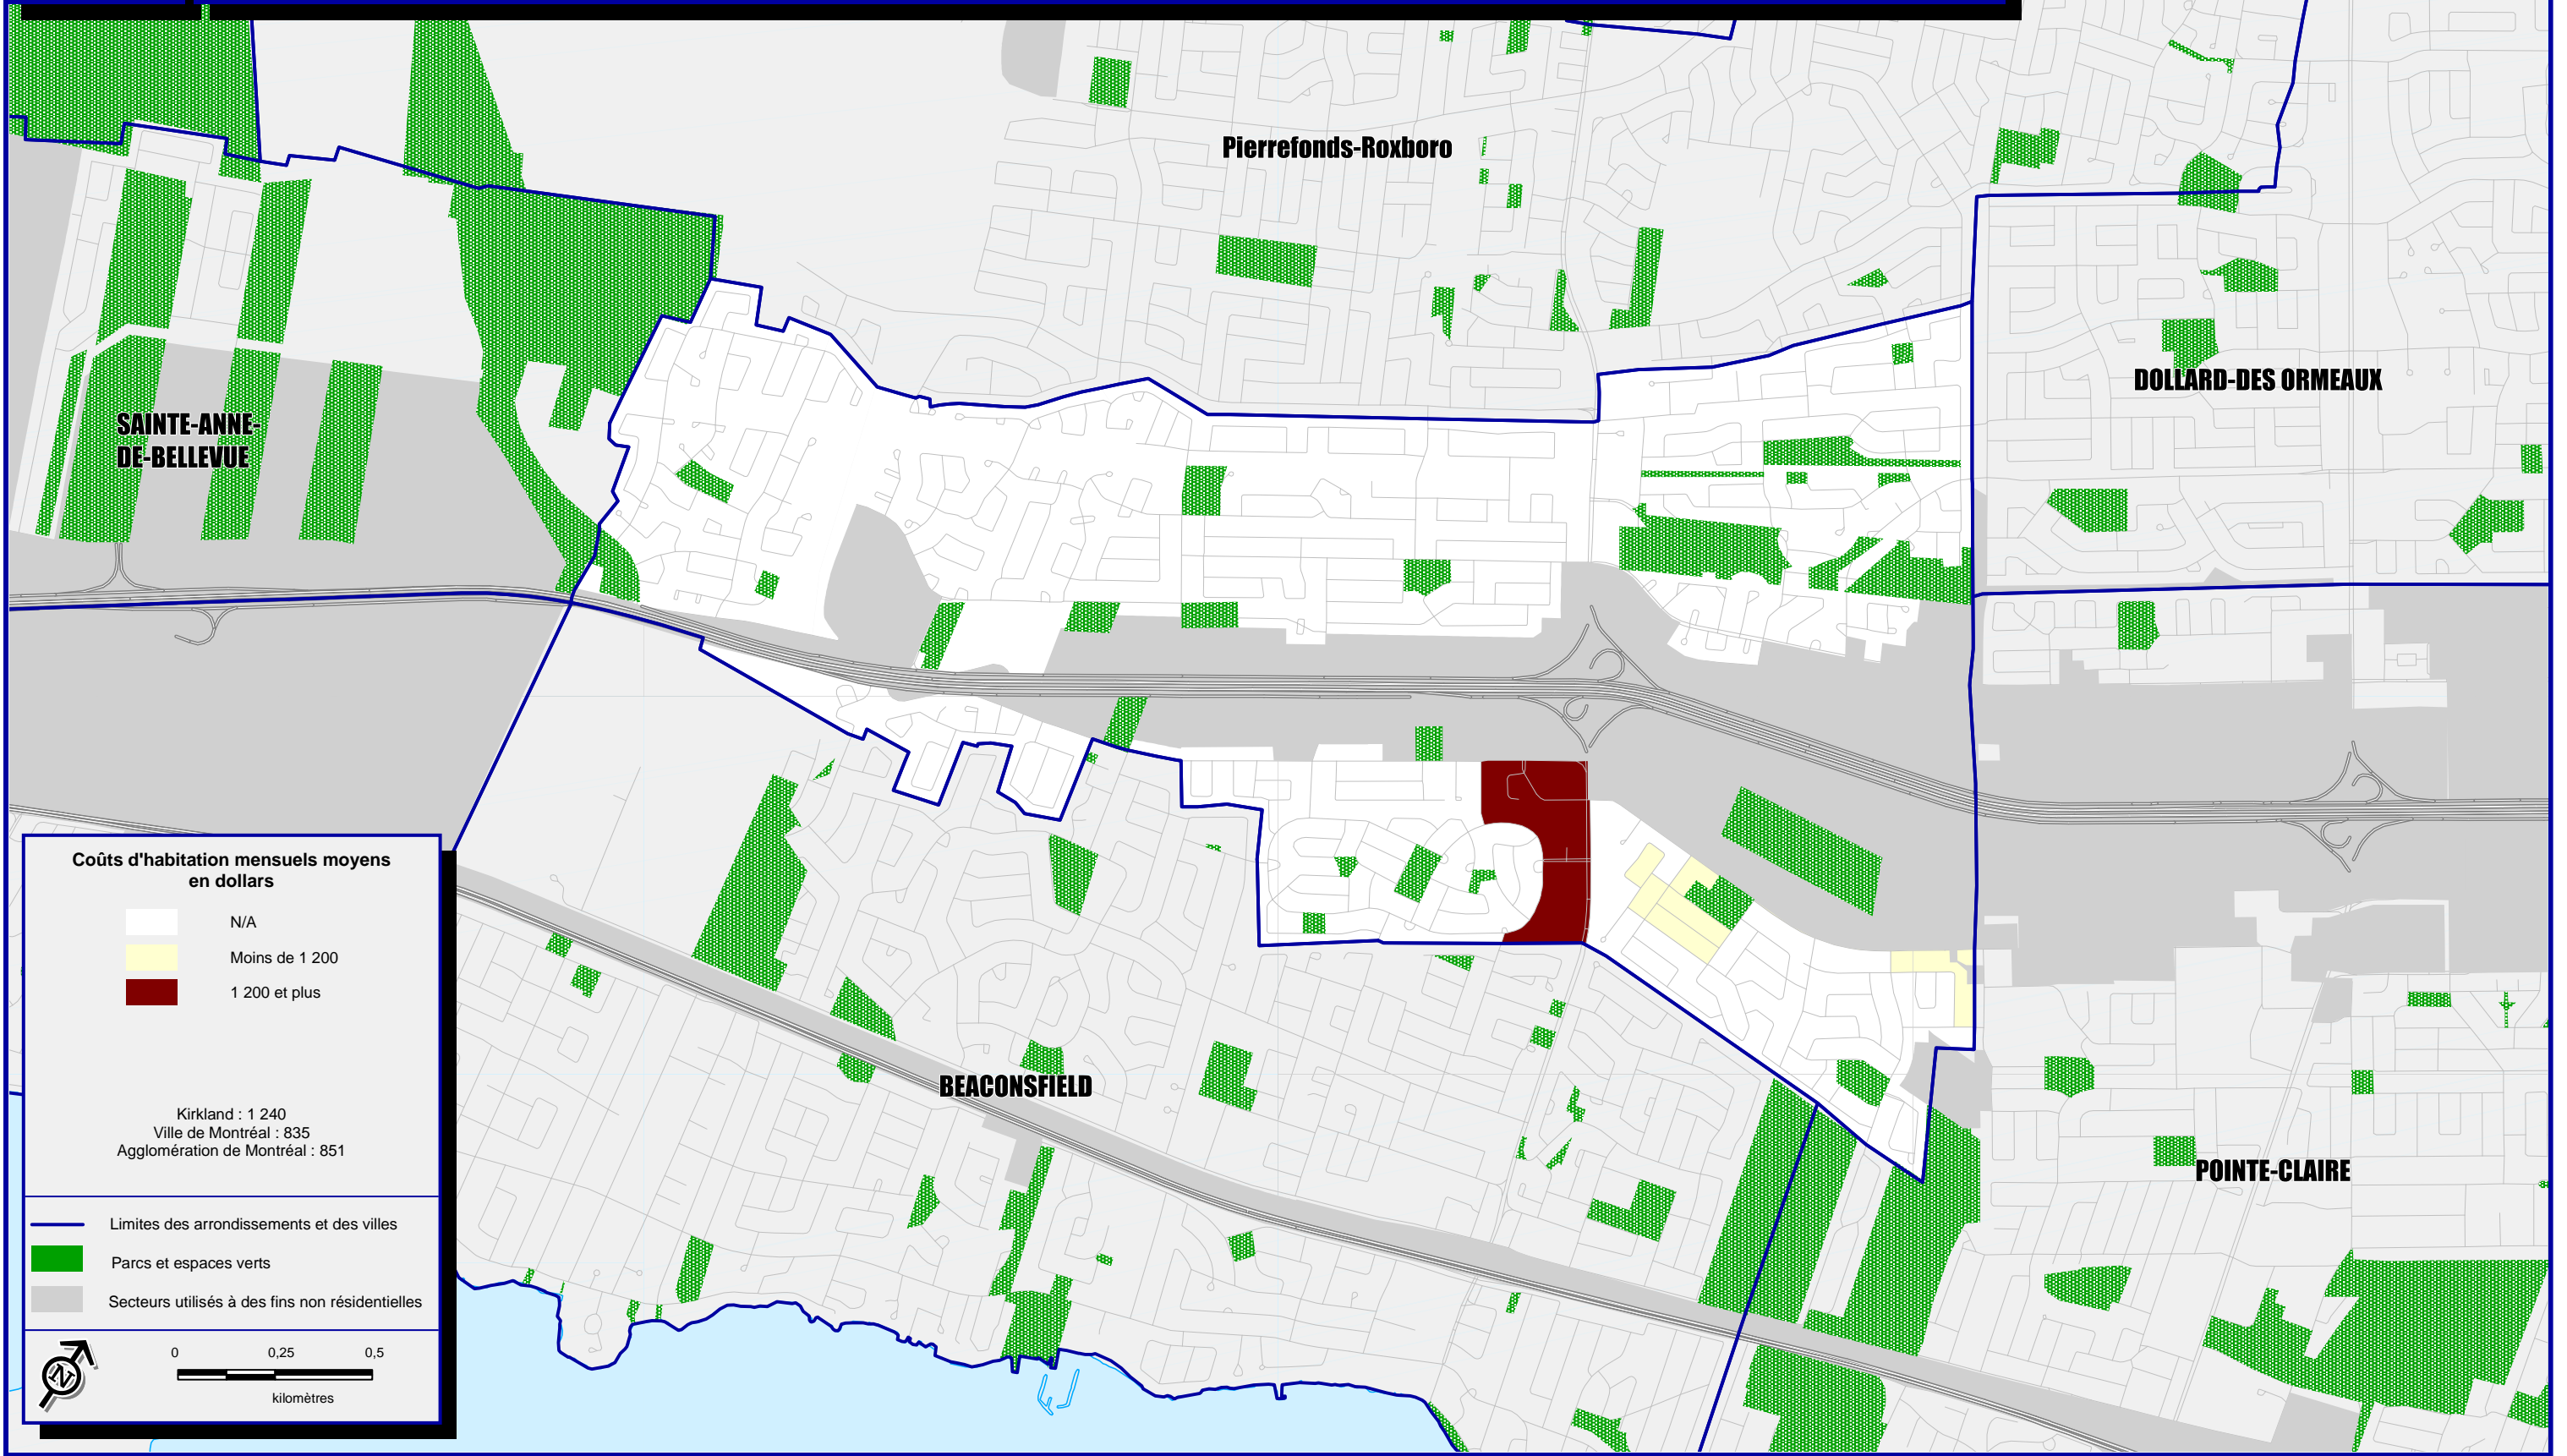 Pierrefonds-Roxboro
DOLLARD-DES ORMEAUX
SAINTE-ANNE-
DE-BELLEVUE
BEACONSFIELD
POINTE-CLAIRE
Coûts d'habitation mensuels moyens
en dollars
N/A
Moins de 1 200
1 200 et plus
Kirkland : 1 240
Ville de Montréal : 835
Agglomération de Montréal : 851
Limites des arrondissements et des villes
Parcs et espaces verts
Secteurs utilisés à des fins non résidentielles
N
0 0,25 0,5
kilomètres